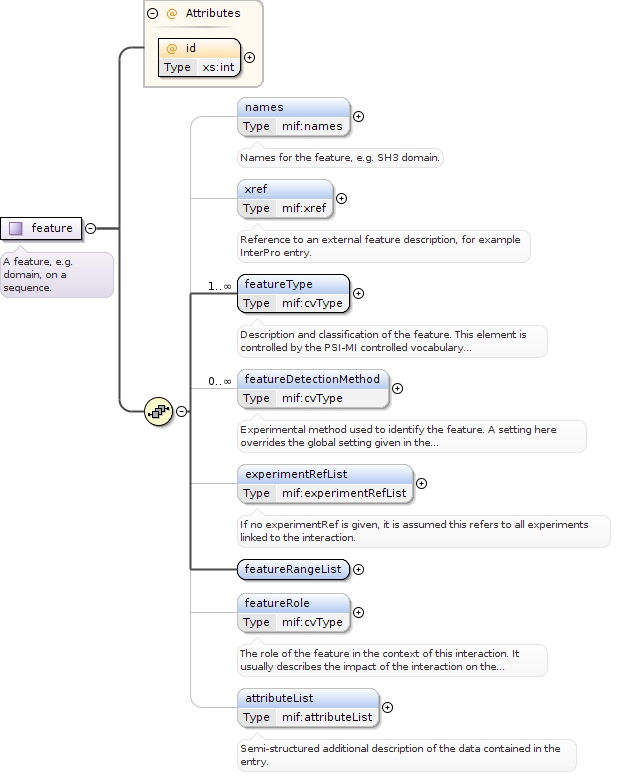 @ Attributes
@ id
Type xs:int
names
Type mif:names
Names for the feature, e.g. SH3 domain.
xref
Type mif:xref
Reference to an external feature description, for example
InterPro entry.
feature
A feature, e.g.
domain, on a
sequence.
1..∞
featureType
Type mif:cvType
Description and classification of the feature. This element is
controlled by the PSI-MI controlled vocabulary...
0..∞
featureDetectionMethod
Type mif:cvType
Experimental method used to identify the feature. A setting here
overrides the global setting given in the...
experimentRefList
Type mif:experimentRefList
If no experimentRef is given, it is assumed this refers to all experiments
linked to the interaction.
featureRangeList
featureRole
Type mif:cvType
The role of the feature in the context of this interaction. It
usually describes the impact of the interaction on the...
attributeList
Type mif:attributeList
Semi-structured additional description of the data contained in the
entry.